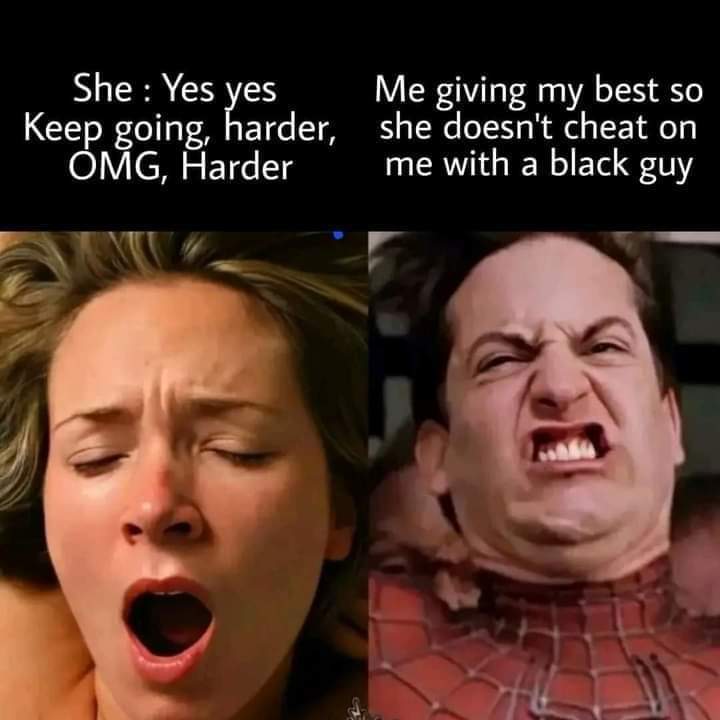 She : Yes yes
Keep going, harder,
OMG, Harder
Me giving my best so
she doesn't cheat on
me with a black guy